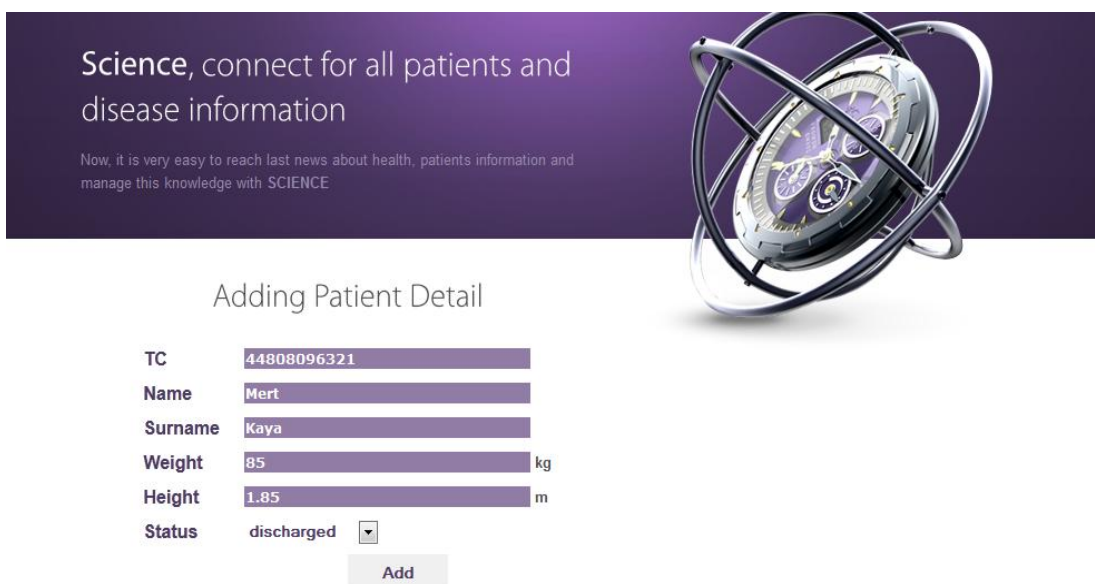 Science, connect for all patients and
disease information
Now, it is very easy to reach last news about health, patients information and
manage this knowledge with SCIENCE
Adding Patient Detail
TC 44808096321
Name Mert
Surname Kaya
Weight 85 kg
Height 1.85 m
Status discharged
Add